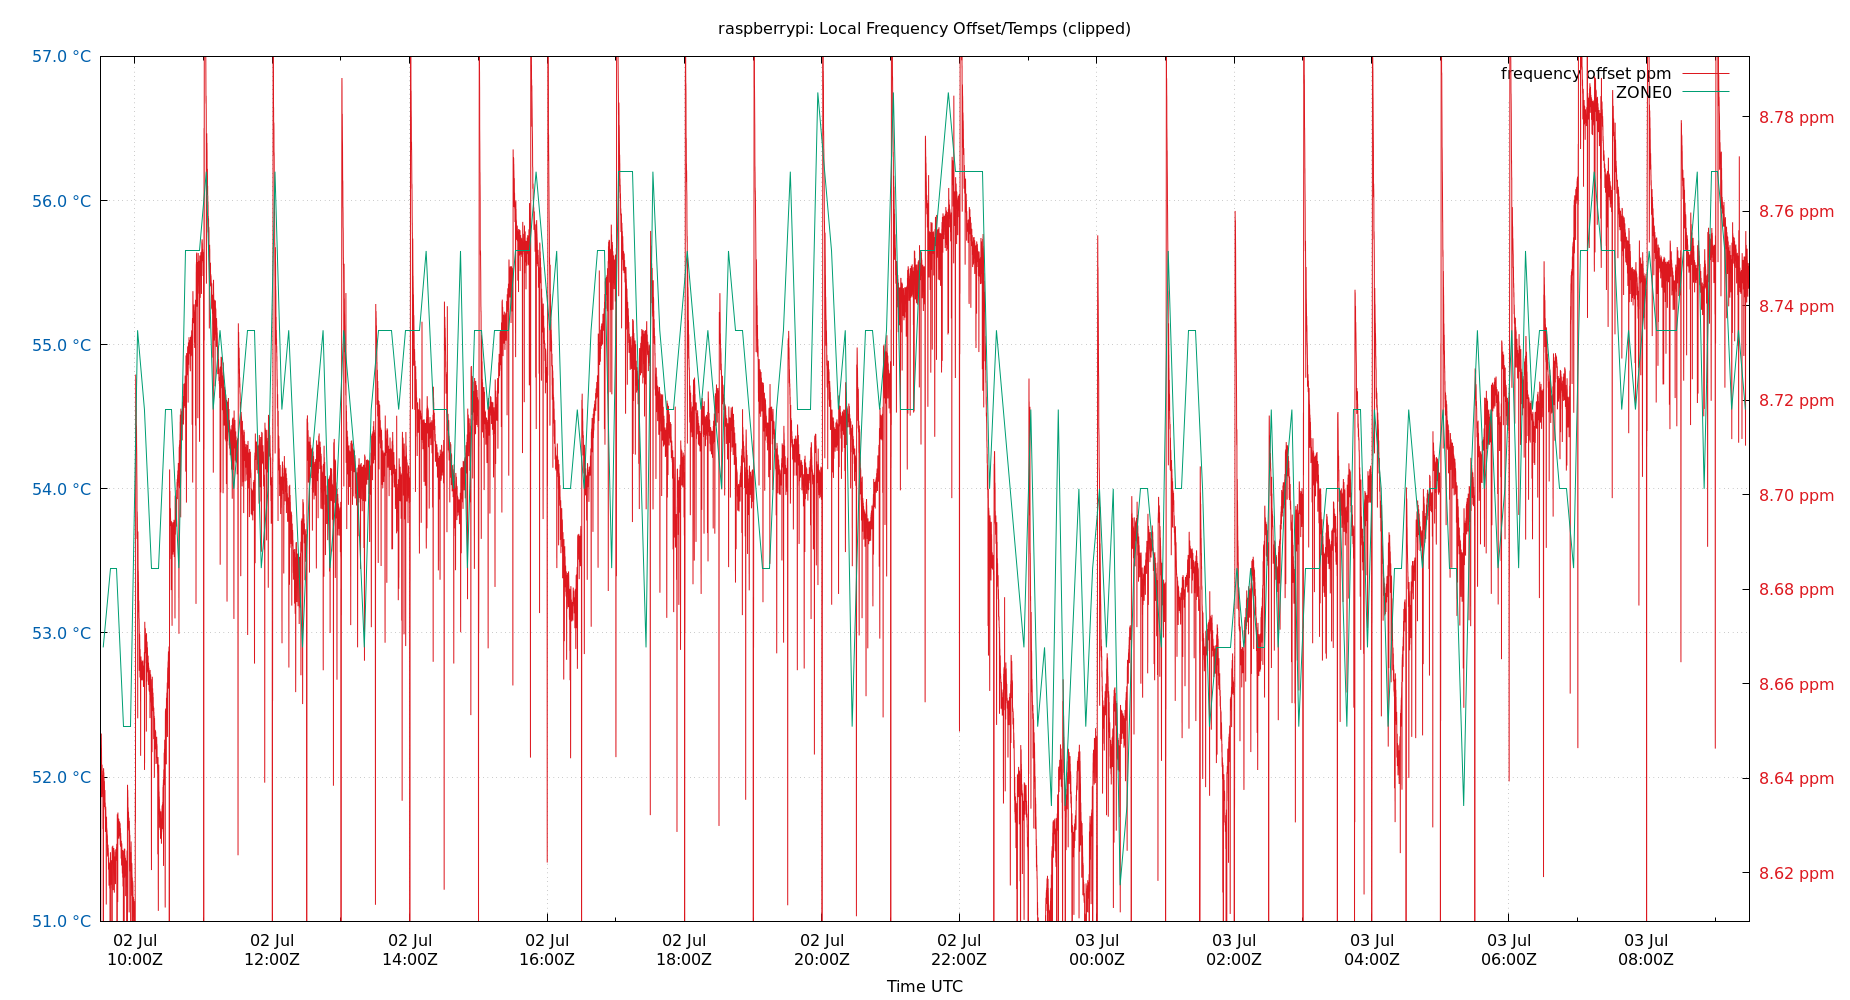 raspberrypi: Local Frequency Offset/Temps (clipped)
57.0 °C
56.0 °C
55.0 °C
54.0 °C
53.0 °C
52.0 °C
51.0 °C
frequency offset ppm
ZONE0
8.78 ppm
8.76 ppm
8.74 ppm
8.72 ppm
8.70 ppm
8.68 ppm
8.66 ppm
8.64 ppm
8.62 ppm
02 Jul 02 Jul 02 Jul 02 Jul 02 Jul 02 Jul 02 Jul 03 Jul 03 Jul 03 Jul 03 Jul 03 Jul
10:00Z 12:00Z 14:00Z 16:00Z 18:00Z 20:00Z 22:00Z 00:00Z 02:00Z 04:00Z 06:00Z 08:00Z
Time UTC